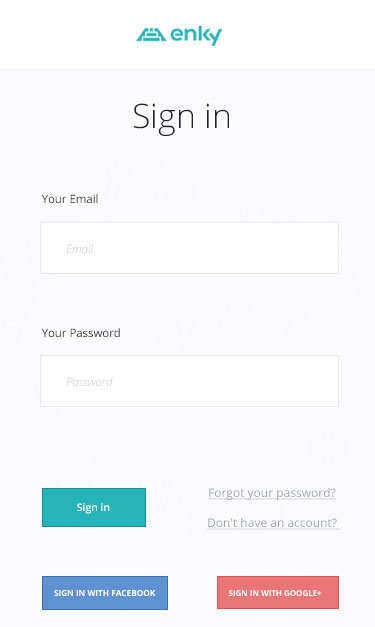 enky
Sign in
Your Email
Email
Your Password
Password
Sign in
Forgot your password?
Don't have an account?
SIGN IN WITH FACEBOOK
SIGN IN WITH GOOGLE+